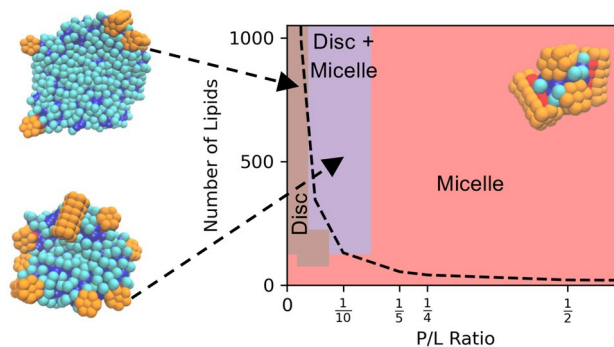 1000
500
0
Number of Lipids
Disc
Disc +
Micelle
Micelle
0
1/10
1/5
1/4
1/2
P/L Ratio